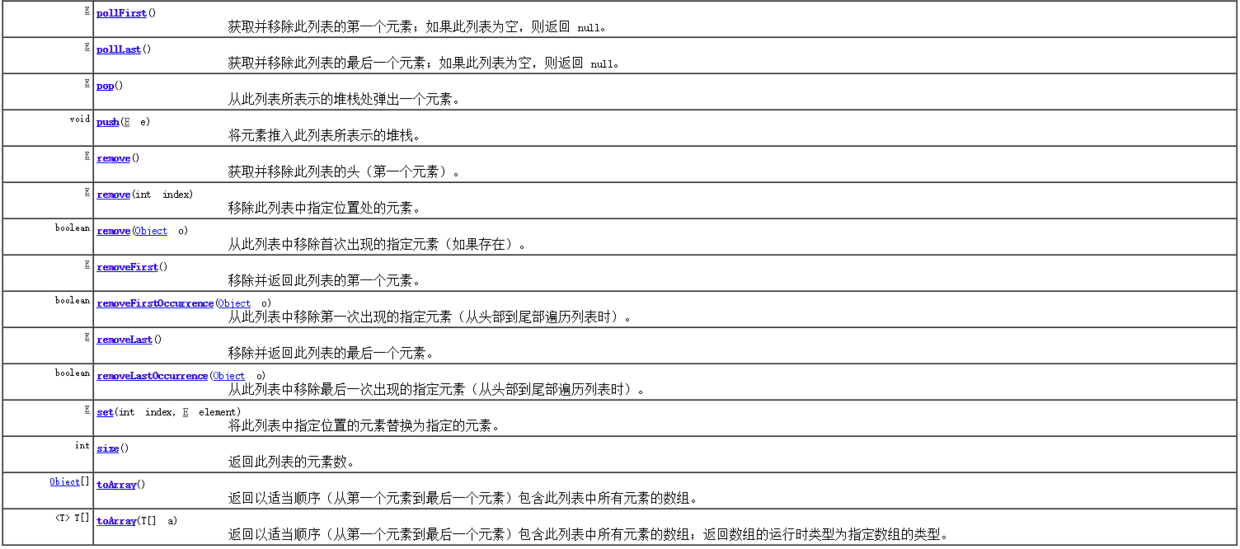 E pollFirst()
获取并移除此列表的第一个元素；如果此列表为空，则返回 null。
E pollLast()
获取并移除此列表的最后一个元素；如果此列表为空，则返回 null。
E pop()
从此列表所表示的堆栈处弹出一个元素。
void push(E e)
将元素推入此列表所表示的堆栈。
E remove()
获取并移除此列表的头（第一个元素）。
E remove(int index)
移除此列表中指定位置处的元素。
boolean remove(Object o)
从此列表中移除首次出现的指定元素（如果存在）。
E removeFirst()
移除并返回此列表的第一个元素。
boolean removeFirstOccurrence(Object o)
从此列表中移除第一次出现的指定元素（从头部到尾部遍历列表时）。
E removeLast()
移除并返回此列表的最后一个元素。
boolean removeLastOccurrence(Object o)
从此列表中移除最后一次出现的指定元素（从头部到尾部遍历列表时）。
E set(int index, E element)
将此列表中指定位置的元素替换为指定的元素。
int size()
返回此列表的元素数。
Object[] toArray()
返回以适当顺序（从第一个元素到最后一个元素）包含此列表中所有元素的数组。
<T> T[] toArray(T[] a)
返回以适当顺序（从第一个元素到最后一个元素）包含此列表中所有元素的数组；返回数组的运行时类型为指定数组的类型。